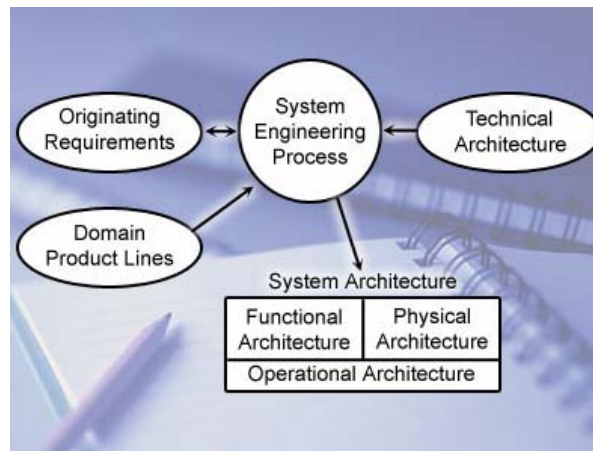 Originating
Requirements
System
Engineering
Process
Technical
Architecture
Domain
Product Lines
System Architecture
Functional
Architecture
Physical
Architecture
Operational Architecture